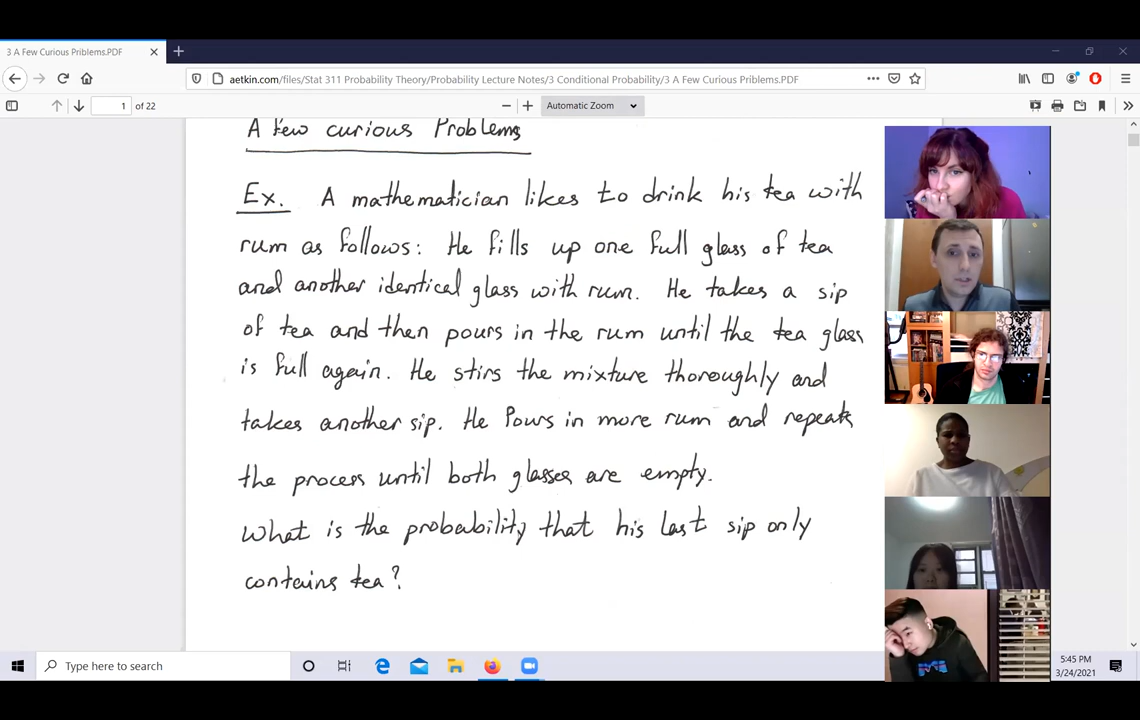 3 A Few Curious Priblems.PDF
aetkin.com/files/Stat 311 Probability Theory/Probability Lecture Notes/3 Conditional Probability/3 A Few Curious Priblems.PDF
1 of 22
Automatic Zoom
A Few curious Problems
Ex. A mathematician likes to drink his tea with
rum as follows: He fills up one full glass of tea
and another identical glass with rum. He takes a sip
of tea and then pours in the rum until the tea glass
is full again. He stirs the mixture thoroughly and
takes another sip. He Pours in more rum and repeats
the process until both glasses are empty.
What is the probability that his last sip only
contains tea?
Type here to search
5:45 PM
3/24/2021